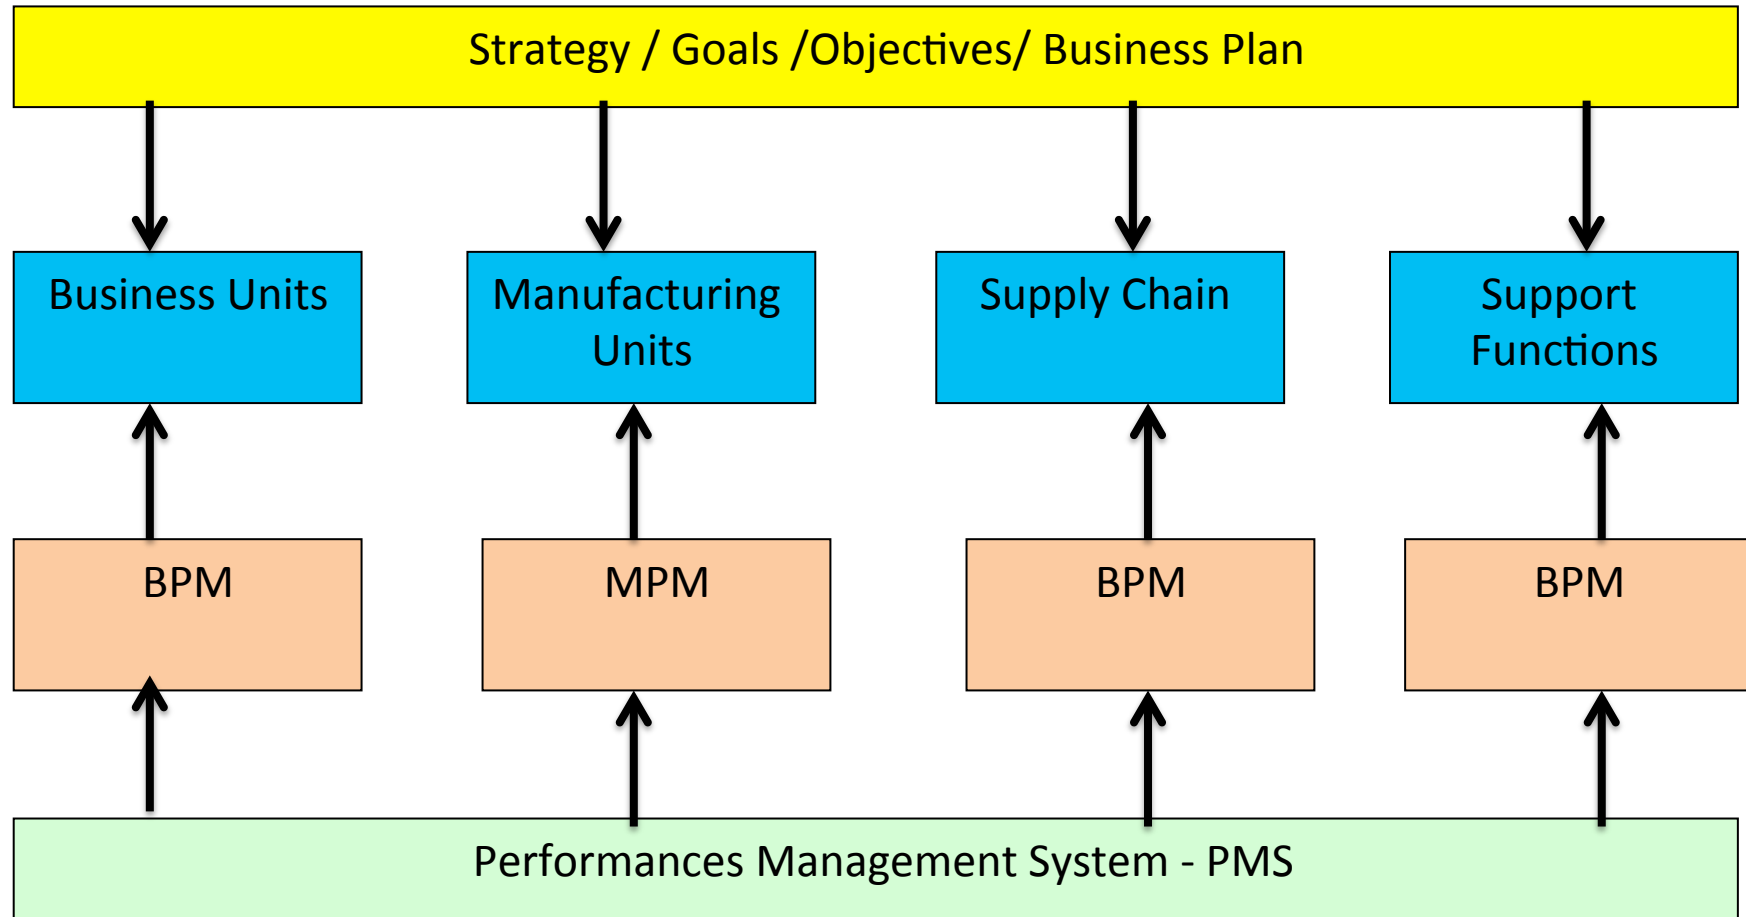 Strategy / Goals /Objectives/ Business Plan
Business Units
Manufacturing
Units
Supply Chain
Support
Functions
BPM
MPM
BPM
BPM
Performances Management System - PMS